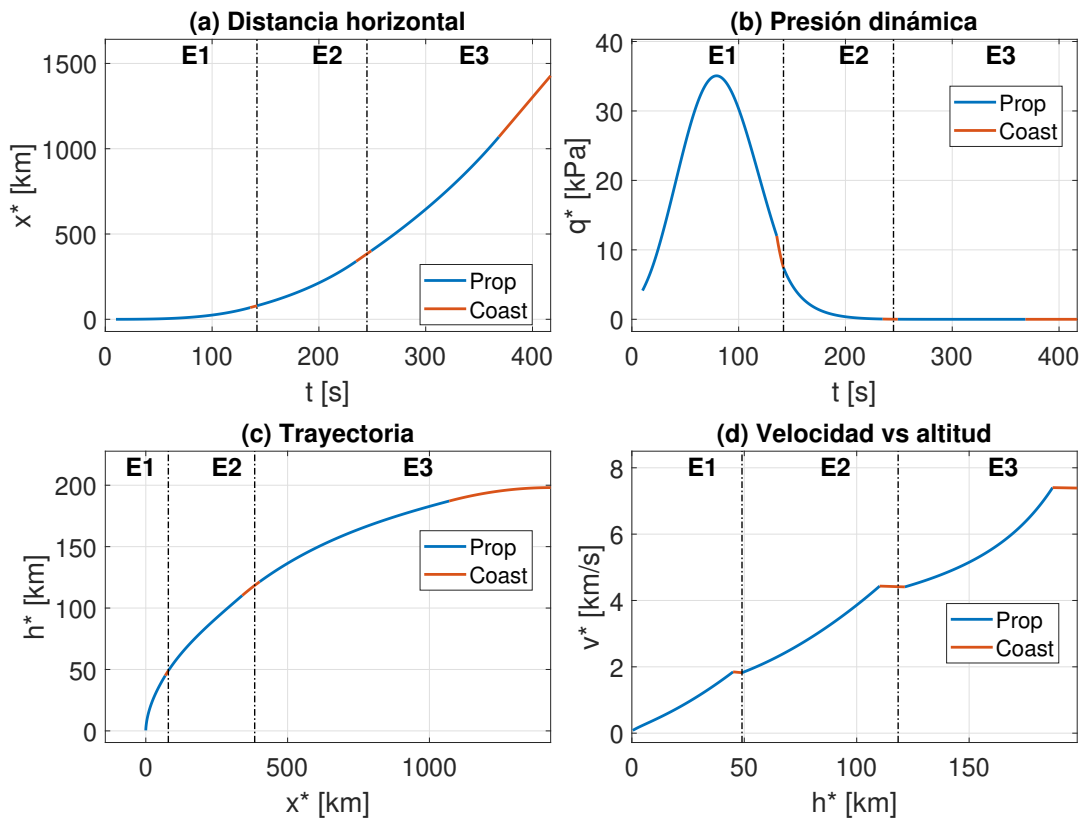 (a) Distancia horizontal
E1 E2 E3
1500
1000
500
0
x* [km]
Prop
Coast
0 100 200 300 400
t [s]
(b) Presión dinámica
E1 E2 E3
40
30
20
10
0
q* [kPa]
Prop
Coast
0 100 200 300 400
t [s]
(c) Trayectoria
E1 E2 E3
200
150
100
50
0
h* [km]
Prop
Coast
0 500 1000
x* [km]
(d) Velocidad vs altitud
E1 E2 E3
8
6
4
2
0
v* [km/s]
Prop
Coast
0 50 100 150
h* [km]